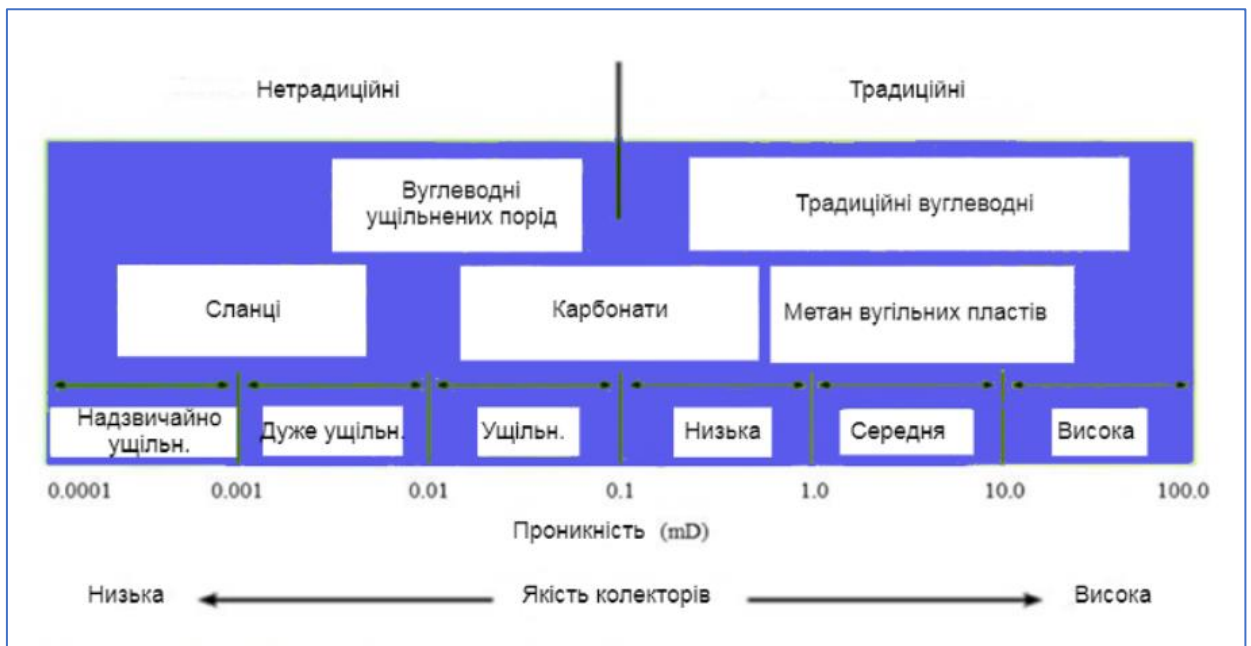 Нетрадиційні
Традиційні
Вуглеводні
ущільнених порід
Традиційні вуглеводні
Сланці
Карбонати
Метан вугільних пластів
Надзвичайно
ущільн.
Дуже ущільн.
Ущільн.
Низька
Середня
Висока
0.0001 0.001 0.01 0.1 1.0 10.0 100.0
Проникність (mD)
Низька Якість колекторів Висока